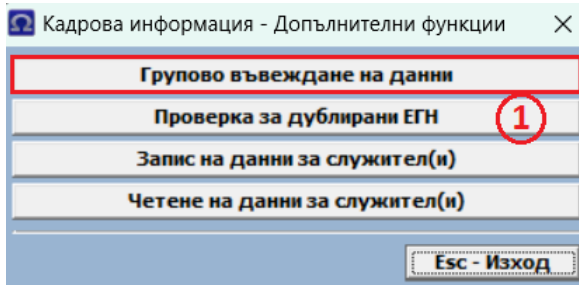 Кадрова информация - Допълнителни функции
Групово въвеждане на данни
Проверка за дублирани ЕГН
1
Запис на данни за служител(и)
Четене на данни за служител(и)
Esc - Изход